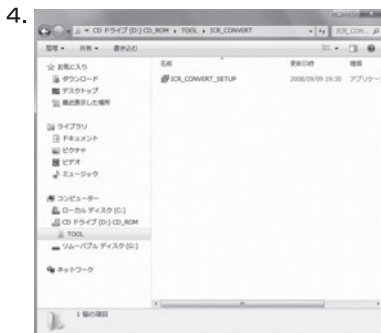 4.
« CD ドライブ (D:) CD_ROM ▸ TOOL ▸ ICR_CONVERT
ICR_CON...
整理 ▼ 共有 ▼ 書き込む
お気に入り
ダウンロード
デスクトップ
最近表示した場所
ライブラリ
ドキュメント
ピクチャ
ビデオ
ミュージック
コンピューター
ローカル ディスク (C:)
CD ドライブ (D:) CD_ROM
TOOL
リムーバブル ディスク (G:)
ネットワーク
名前 更新日時 種類
ICR_CONVERT_SETUP 2008/09/09 19:30 アプリケー
1 個の項目